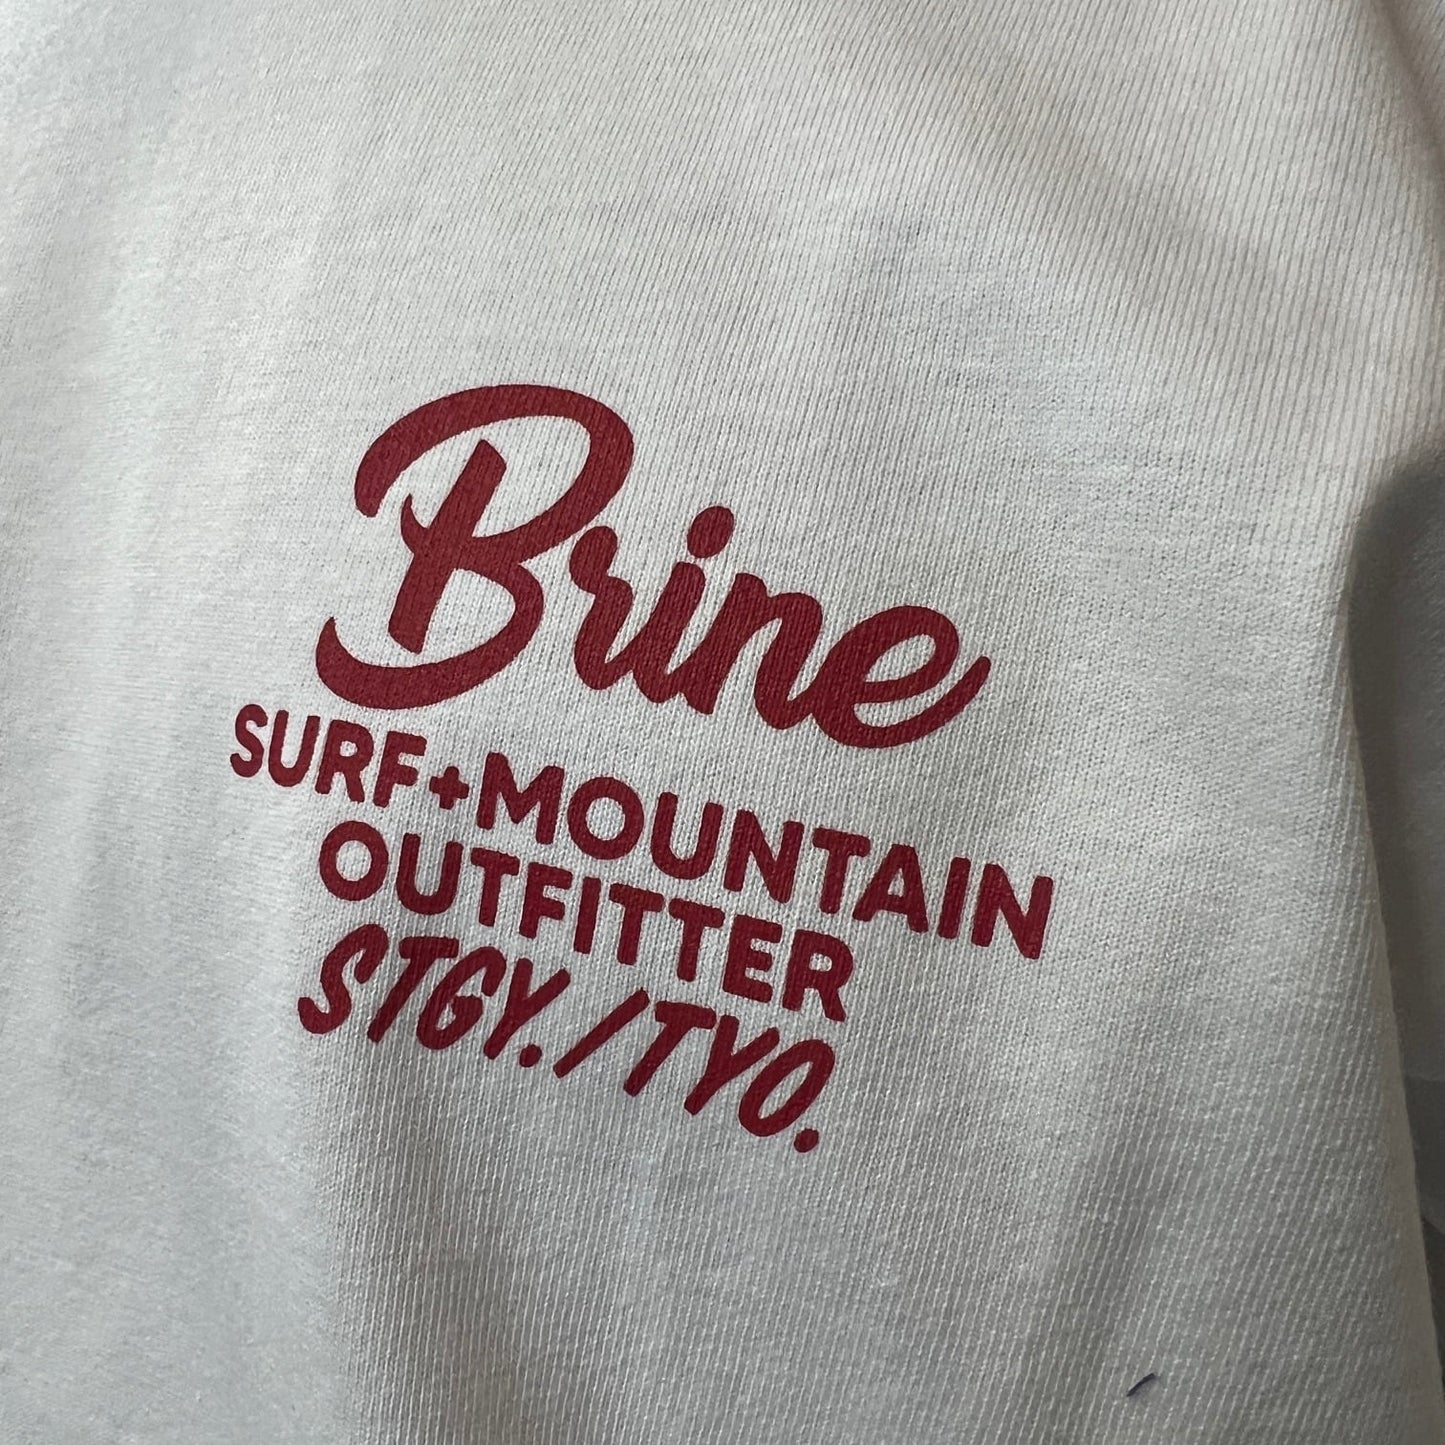 Brine
SURF+MOUNTAIN
OUTFITTER
STGY./TYO.